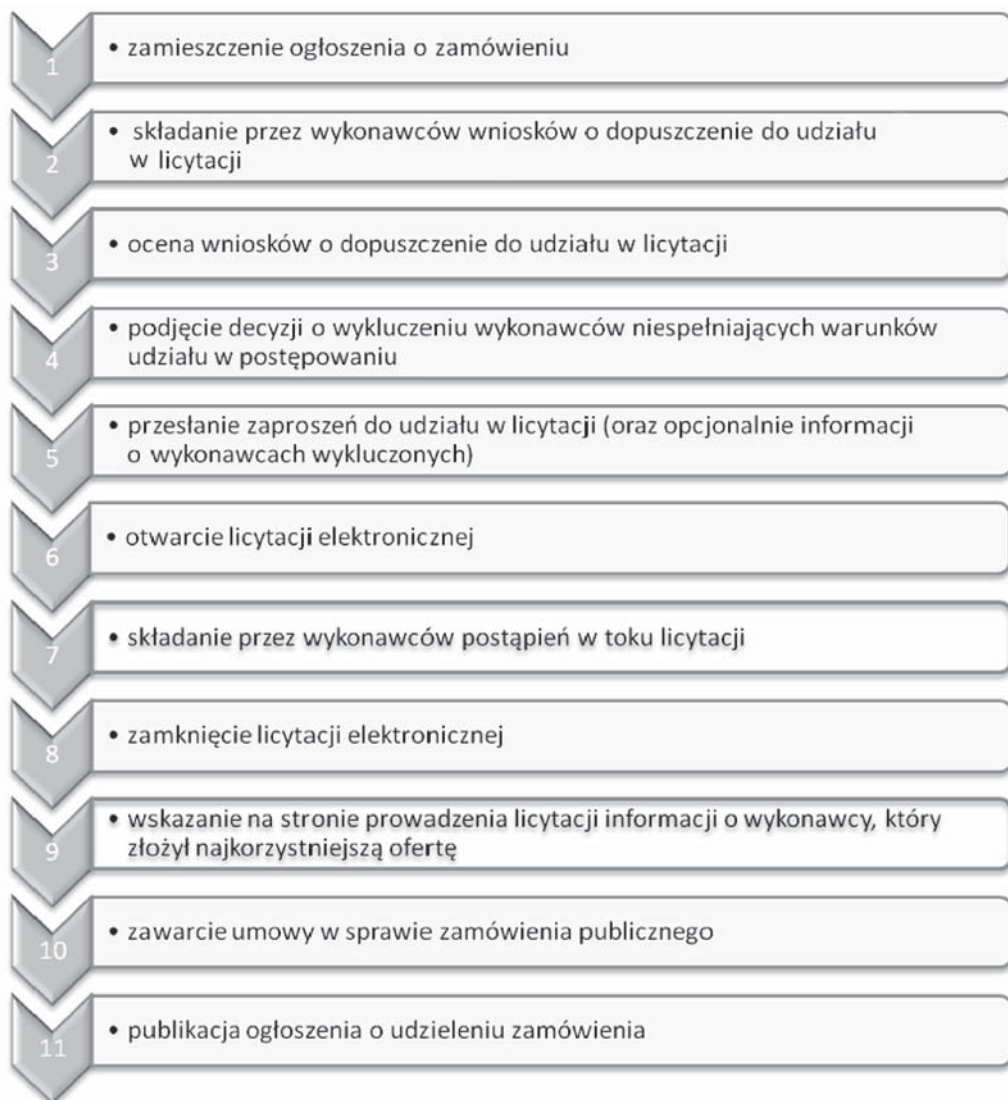 1
• zamieszczenie ogłoszenia o zamówieniu
2
• składanie przez wykonawców wniosków o dopuszczenie do udziału
w licytacji
3
• ocena wniosków o dopuszczenie do udziału w licytacji
4
• podjęcie decyzji o wykluczeniu wykonawców niespełniających warunków
udziału w postępowaniu
5
• przesłanie zaproszeń do udziału w licytacji (oraz opcjonalnie informacji
o wykonawcach wykluczonych)
6
• otwarcie licytacji elektronicznej
7
• składanie przez wykonawców postąpień w toku licytacji
8
• zamknięcie licytacji elektronicznej
9
• wskazanie na stronie prowadzenia licytacji informacji o wykonawcy, który
złożył najkorzystniejszą ofertę
10
• zawarcie umowy w sprawie zamówienia publicznego
11
• publikacja ogłoszenia o udzieleniu zamówienia